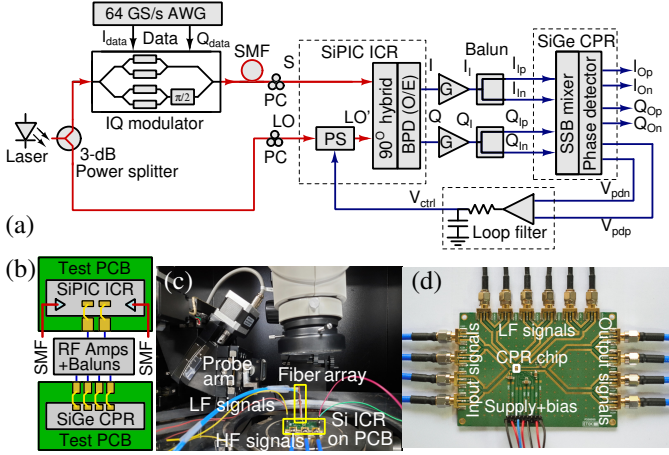 64 GS/s AWG
I_data Data Q_data
π/2
IQ modulator
Laser
3-dB
Power splitter
(a)
SMF
S
PC
LO
PC
SiPIC ICR
PS
LO'
90° hybrid
BPD (O/E)
I
G
I_I
Balun
I_Ip
I_In
Q
G
Q_I
Q_Ip
Q_In
SiGe CPR
SSB mixer
Phase detector
I_Op
I_On
Q_Op
Q_On
V_pdn
V_pdp
V_ctrl
Loop filter
(b)
Test PCB
SiPIC ICR
SMF
SMF
RF Amps
+Baluns
SiGe CPR
Test PCB
(c)
Probe
arm
Fiber array
LF signals
HF signals
Si ICR
on PCB
(d)
LF signals
Input signals
CPR chip
Output signals
Supply+bias